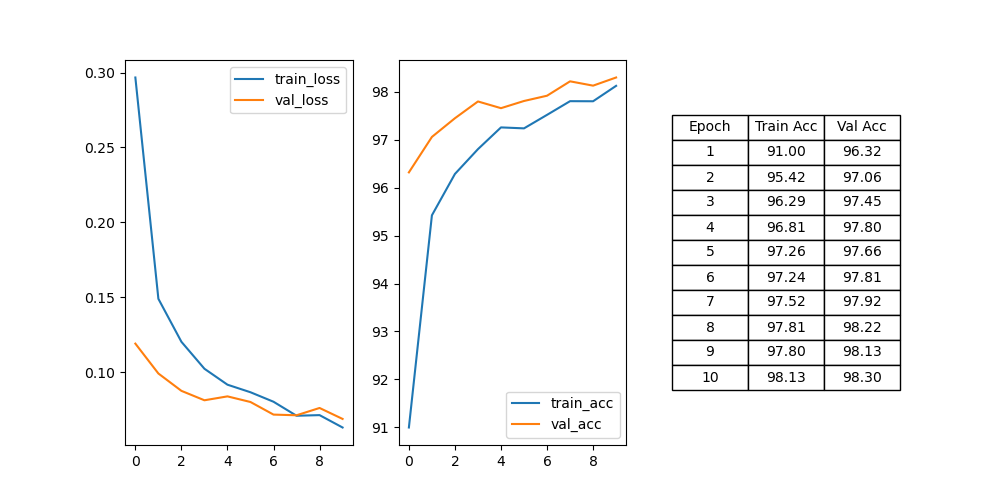 0.30
0.25
0.20
0.15
0.10
0 2 4 6 8
train_loss
val_loss
98
97
96
95
94
93
92
91
0 2 4 6 8
train_acc
val_acc
Epoch Train Acc Val Acc
1 91.00 96.32
2 95.42 97.06
3 96.29 97.45
4 96.81 97.80
5 97.26 97.66
6 97.24 97.81
7 97.52 97.92
8 97.81 98.22
9 97.80 98.13
10 98.13 98.30